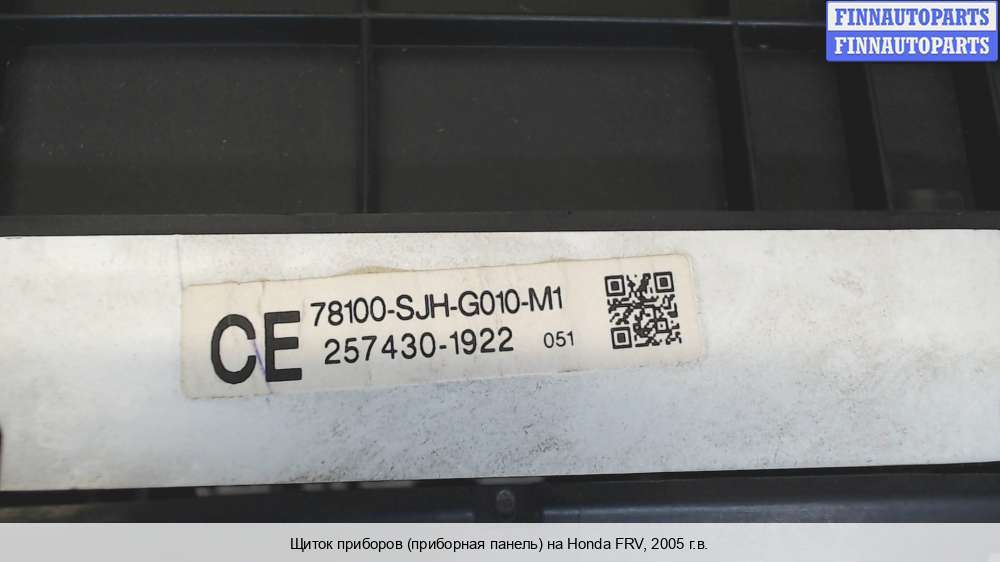 FINNAUTOPARTS
FINNAUTOPARTS
CE
78100-SJH-G010-M1
257430-1922 051
Щиток приборов (приборная панель) на Honda FRV, 2005 г.в.